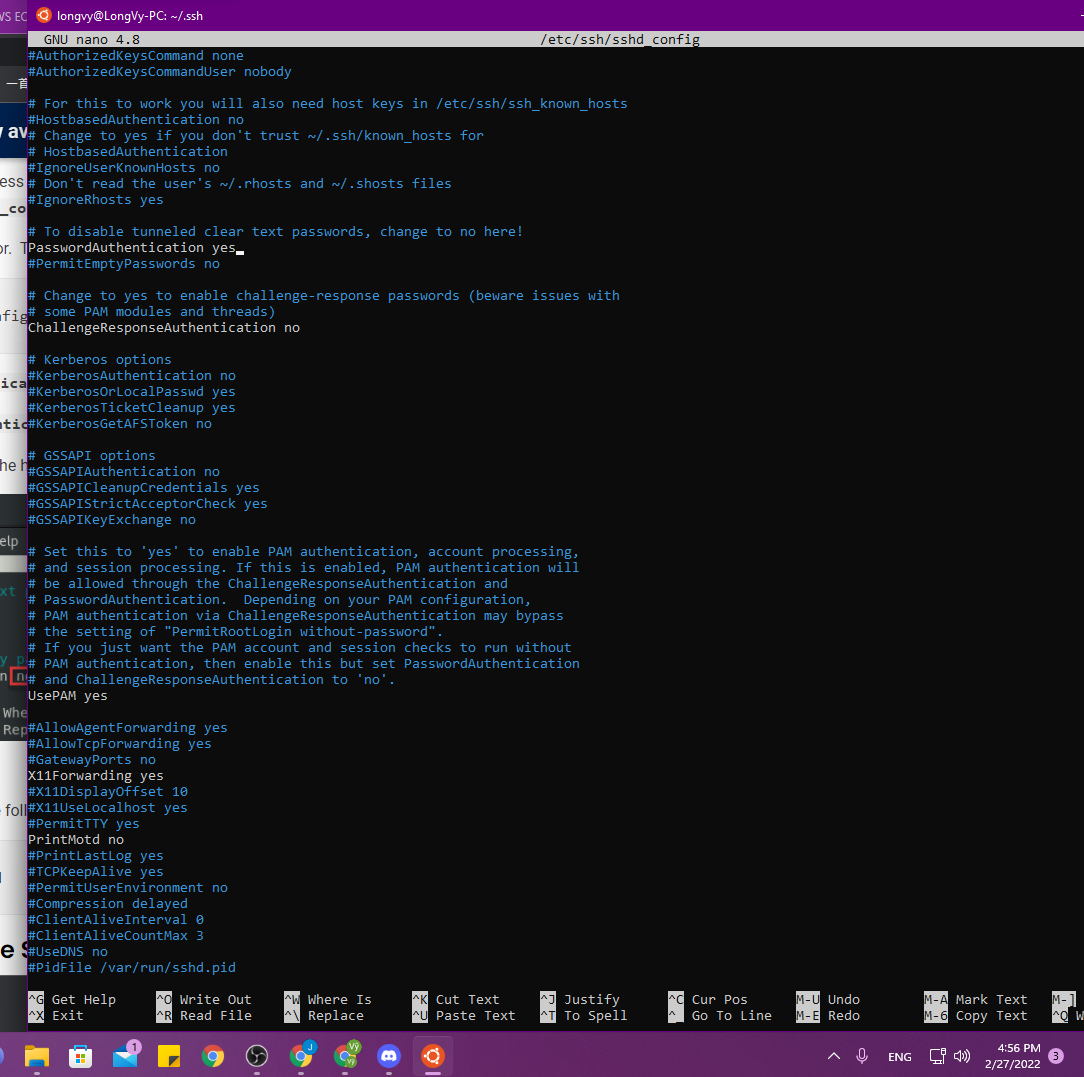 longvy@LongVy-PC: ~/.ssh
GNU nano 4.8 /etc/ssh/sshd_config
#AuthorizedKeysCommand none
#AuthorizedKeysCommandUser nobody
# For this to work you will also need host keys in /etc/ssh/ssh_known_hosts
#HostbasedAuthentication no
# Change to yes if you don't trust ~/.ssh/known_hosts for
# HostbasedAuthentication
#IgnoreUserKnownHosts no
# Don't read the user's ~/.rhosts and ~/.shosts files
#IgnoreRhosts yes
# To disable tunneled clear text passwords, change to no here!
PasswordAuthentication yes
#PermitEmptyPasswords no
# Change to yes to enable challenge-response passwords (beware issues with
# some PAM modules and threads)
ChallengeResponseAuthentication no
# Kerberos options
#KerberosAuthentication no
#KerberosOrLocalPasswd yes
#KerberosTicketCleanup yes
#KerberosGetAFSToken no
# GSSAPI options
#GSSAPIAuthentication no
#GSSAPICleanupCredentials yes
#GSSAPIStrictAcceptorCheck yes
#GSSAPIKeyExchange no
# Set this to 'yes' to enable PAM authentication, account processing,
# and session processing. If this is enabled, PAM authentication will
# be allowed through the ChallengeResponseAuthentication and
# PasswordAuthentication.  Depending on your PAM configuration,
# PAM authentication via ChallengeResponseAuthentication may bypass
# the setting of "PermitRootLogin without-password".
# If you just want the PAM account and session checks to run without
# PAM authentication, then enable this but set PasswordAuthentication
# and ChallengeResponseAuthentication to 'no'.
UsePAM yes
#AllowAgentForwarding yes
#AllowTcpForwarding yes
#GatewayPorts no
X11Forwarding yes
#X11DisplayOffset 10
#X11UseLocalhost yes
#PermitTTY yes
PrintMotd no
#PrintLastLog yes
#TCPKeepAlive yes
#PermitUserEnvironment no
#Compression delayed
#ClientAliveInterval 0
#ClientAliveCountMax 3
#UseDNS no
#PidFile /var/run/sshd.pid
^G Get Help ^O Write Out ^W Where Is ^K Cut Text ^J Justify ^C Cur Pos M-U Undo M-A Mark Text M-]
^X Exit ^R Read File ^\ Replace ^U Paste Text ^T To Spell ^_ Go To Line M-E Redo M-6 Copy Text ^Q W
1 J Vỹ Vỹ ENG 4:56 PM 3
2/27/2022